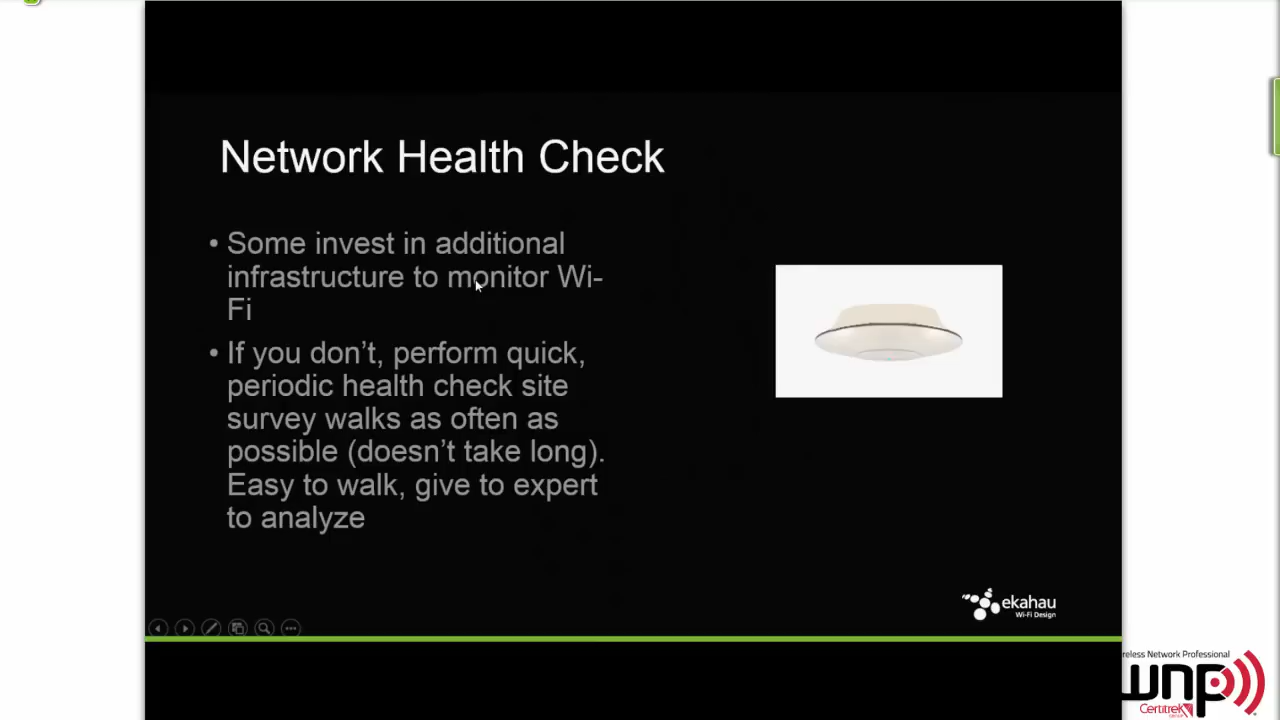 Network Health Check
• Some invest in additional
infrastructure to monitor Wi-
Fi
• If you don't, perform quick,
periodic health check site
survey walks as often as
possible (doesn't take long).
Easy to walk, give to expert
to analyze
ekahau
Wi-Fi Design
reless Network Professional
wnp
Certitrek